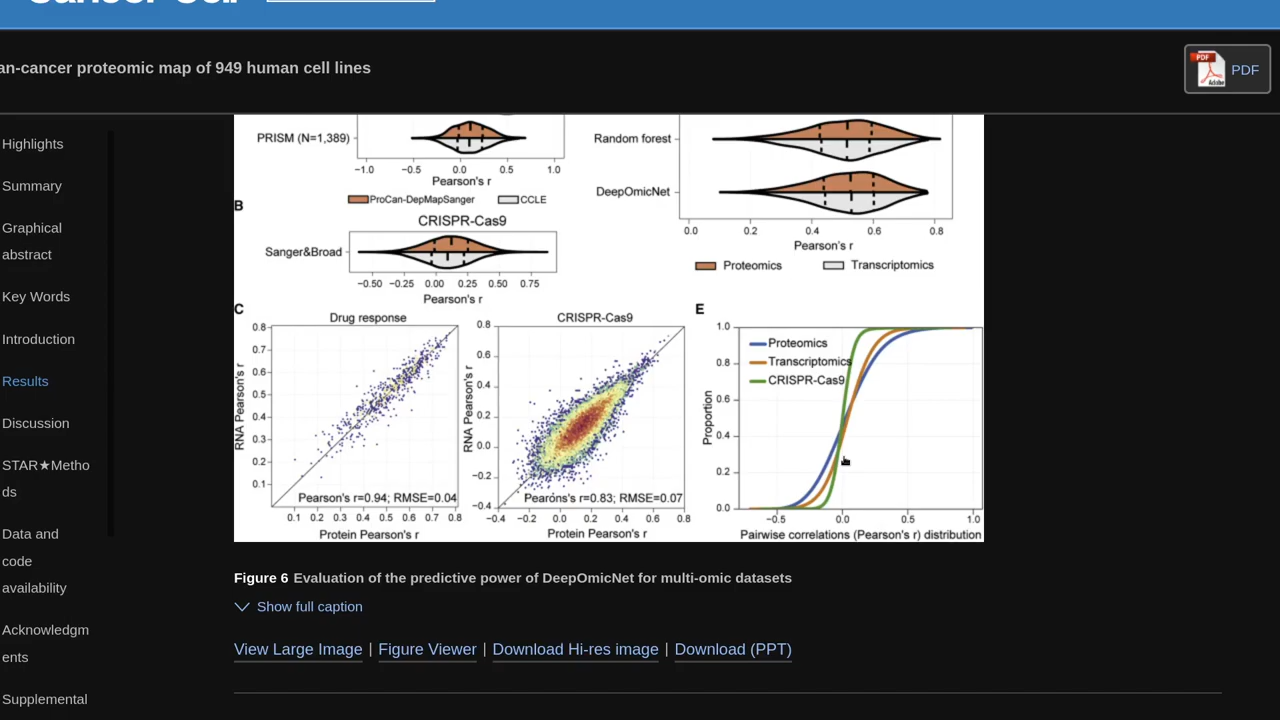 Cancer Cell
an-cancer proteomic map of 949 human cell lines
PDF
PDF
Adobe
Highlights
Summary
Graphical
abstract
Key Words
Introduction
Results
Discussion
STAR★Metho
ds
Data and
code
availability
Acknowledgm
ents
Supplemental
PRISM (N=1,389)
−1.0 −0.5 0.0 0.5 1.0
Pearson's r
ProCan-DepMapSanger CCLE
B
CRISPR-Cas9
Sanger&Broad
−0.50 −0.25 0.00 0.25 0.50 0.75
Pearson's r
Random forest
DeepOmicNet
0.0 0.2 0.4 0.6 0.8
Pearson's r
Proteomics Transcriptomics
C
Drug response
RNA Pearson's r
0.8
0.7
0.6
0.5
0.4
0.3
0.2
0.1
Pearson's r=0.94; RMSE=0.04
0.1 0.2 0.3 0.4 0.5 0.6 0.7 0.8
Protein Pearson's r
CRISPR-Cas9
RNA Pearson's r
0.8
0.6
0.4
0.2
0.0
−0.2
−0.4
Pearons's r=0.83; RMSE=0.07
−0.4 −0.2 0.0 0.2 0.4 0.6 0.8
Protein Pearson's r
E
Proportion
1.0
0.8
0.6
0.4
0.2
0.0
Proteomics
Transcriptomics
CRISPR-Cas9
−0.5 0.0 0.5 1.0
Pairwise correlations (Pearson's r) distribution
Figure 6 Evaluation of the predictive power of DeepOmicNet for multi-omic datasets
Show full caption
View Large Image | Figure Viewer | Download Hi-res image | Download (PPT)